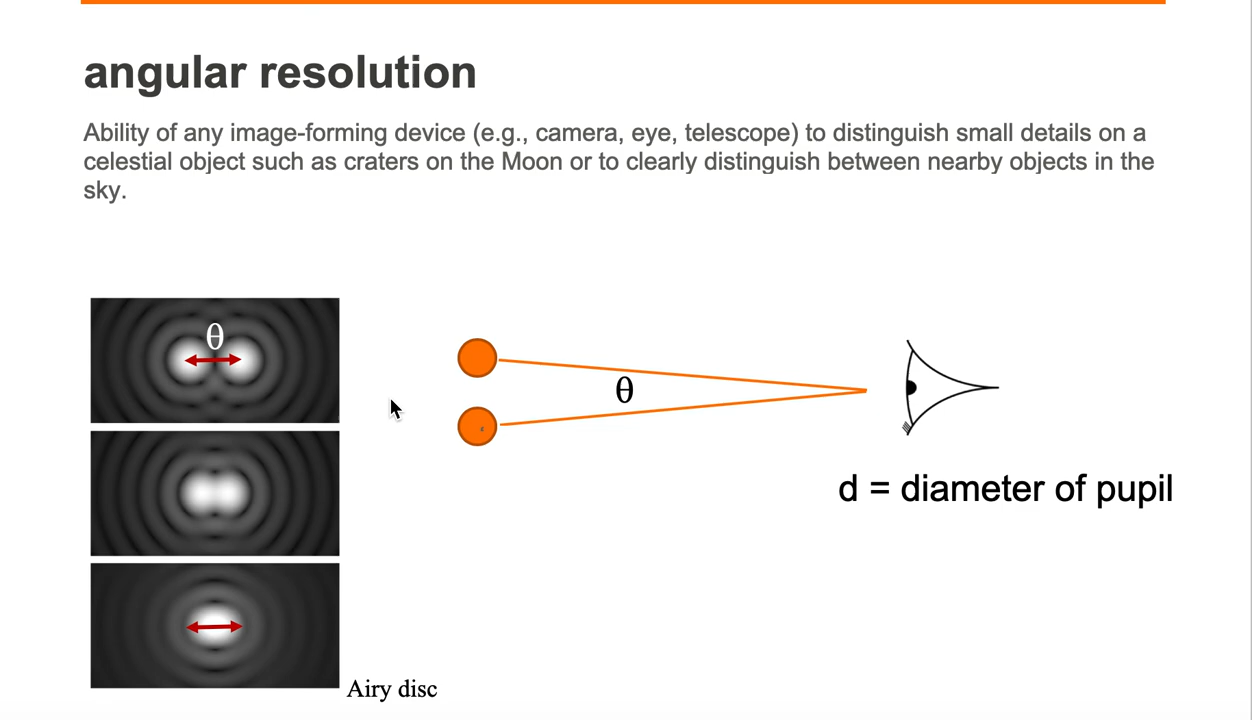 angular resolution
Ability of any image-forming device (e.g., camera, eye, telescope) to distinguish small details on a
celestial object such as craters on the Moon or to clearly distinguish between nearby objects in the
sky.
θ
θ
d = diameter of pupil
Airy disc